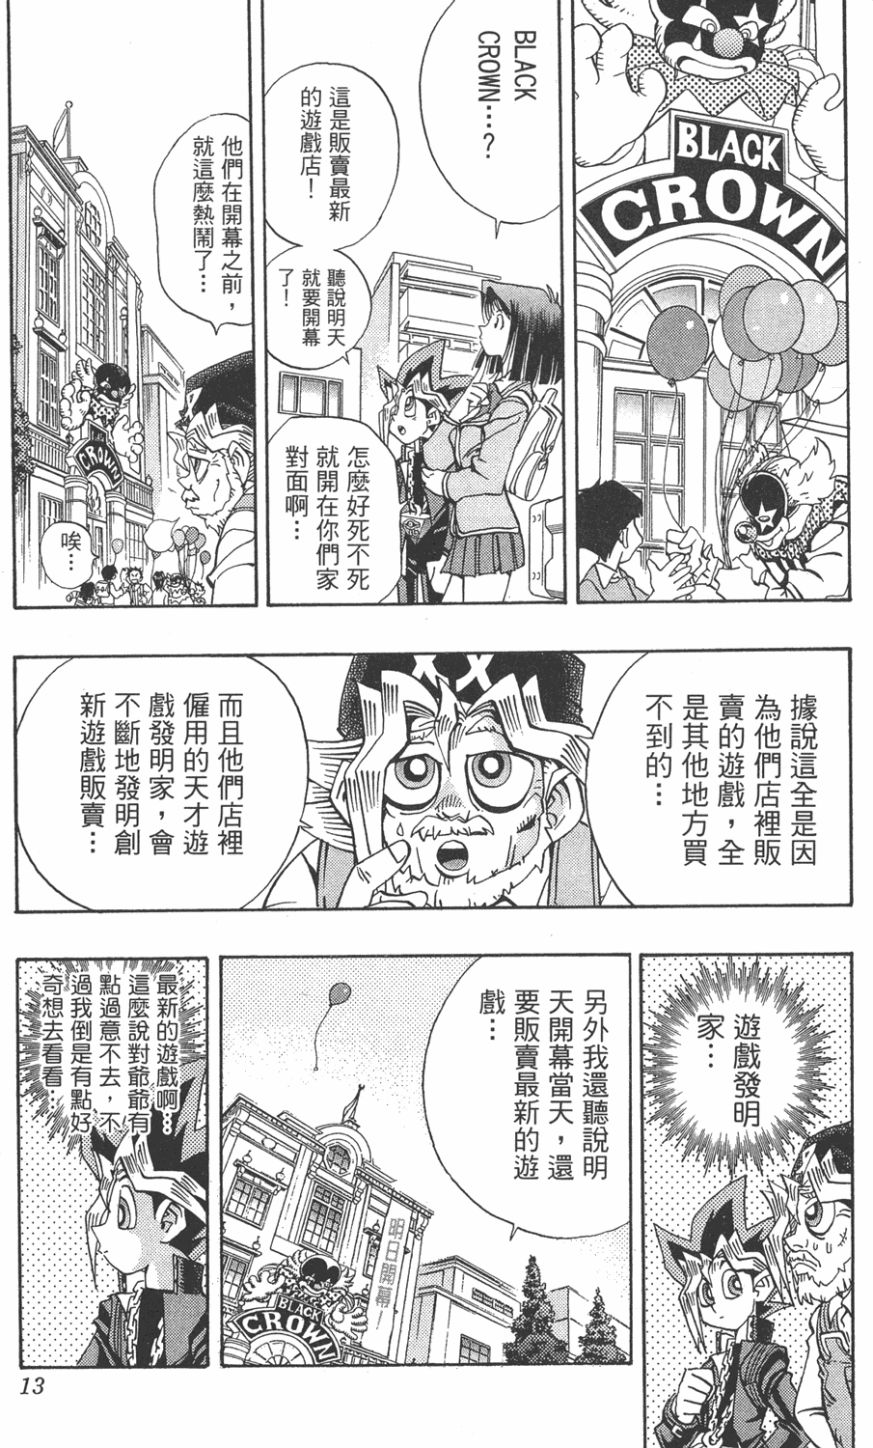 BLACK
CROWN
BLACK
CROWN…?
這是販賣最新
的遊戲店！
聽說明天
就要開幕
了！
怎麼好死不死
就開在你們家
對面啊…
他們在開幕之前，
就這麼熱鬧了…
BLACK
CROWN
唉…
據說這全是因
為他們店裡販
賣的遊戲，全
是其他地方買
不到的…
而且他們店裡
僱用的天才遊
戲發明家，會
不斷地發明創
新遊戲販賣…
遊戲發明
家…
另外我還聽說明
天開幕當天，還
要販賣最新的遊
戲…
明日開幕！
BLACK
CROWN
最新的遊戲啊…
這麼說對爺爺有
點過意不去，不
過我倒是有點好
奇想去看看…
13